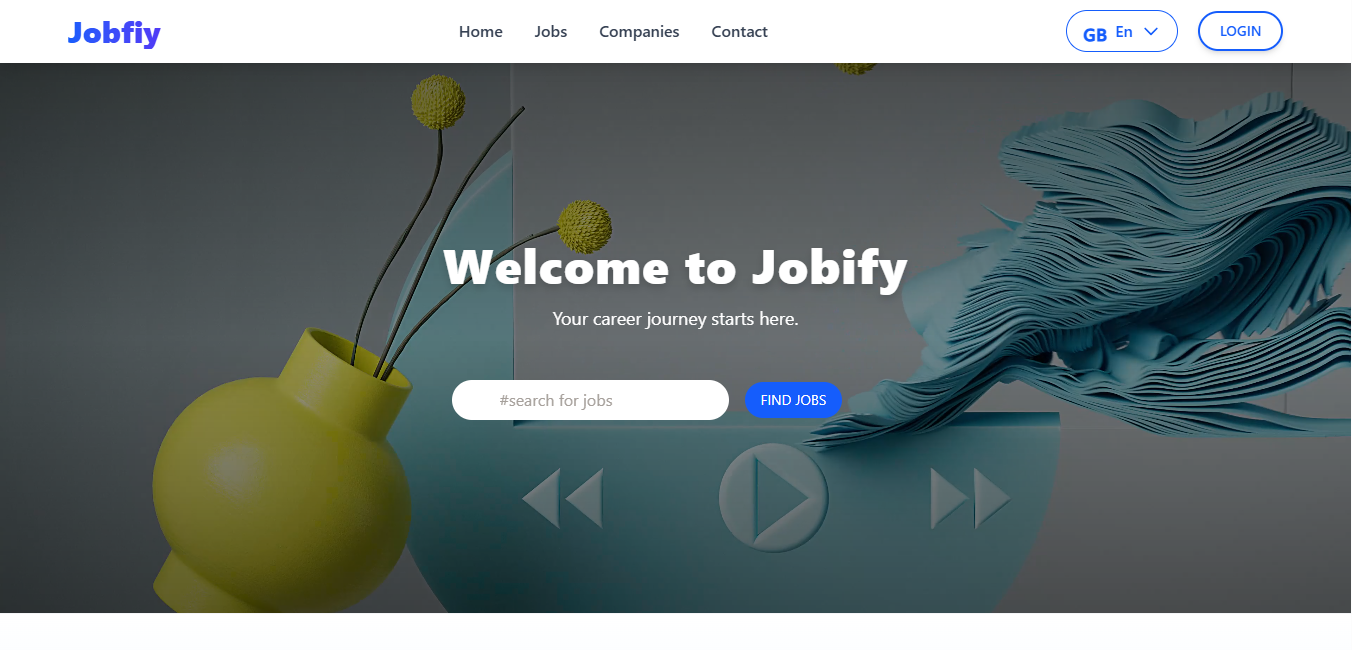 Jobfiy
Home Jobs Companies Contact
GB En
LOGIN
Welcome to Jobify
Your career journey starts here.
#search for jobs
FIND JOBS